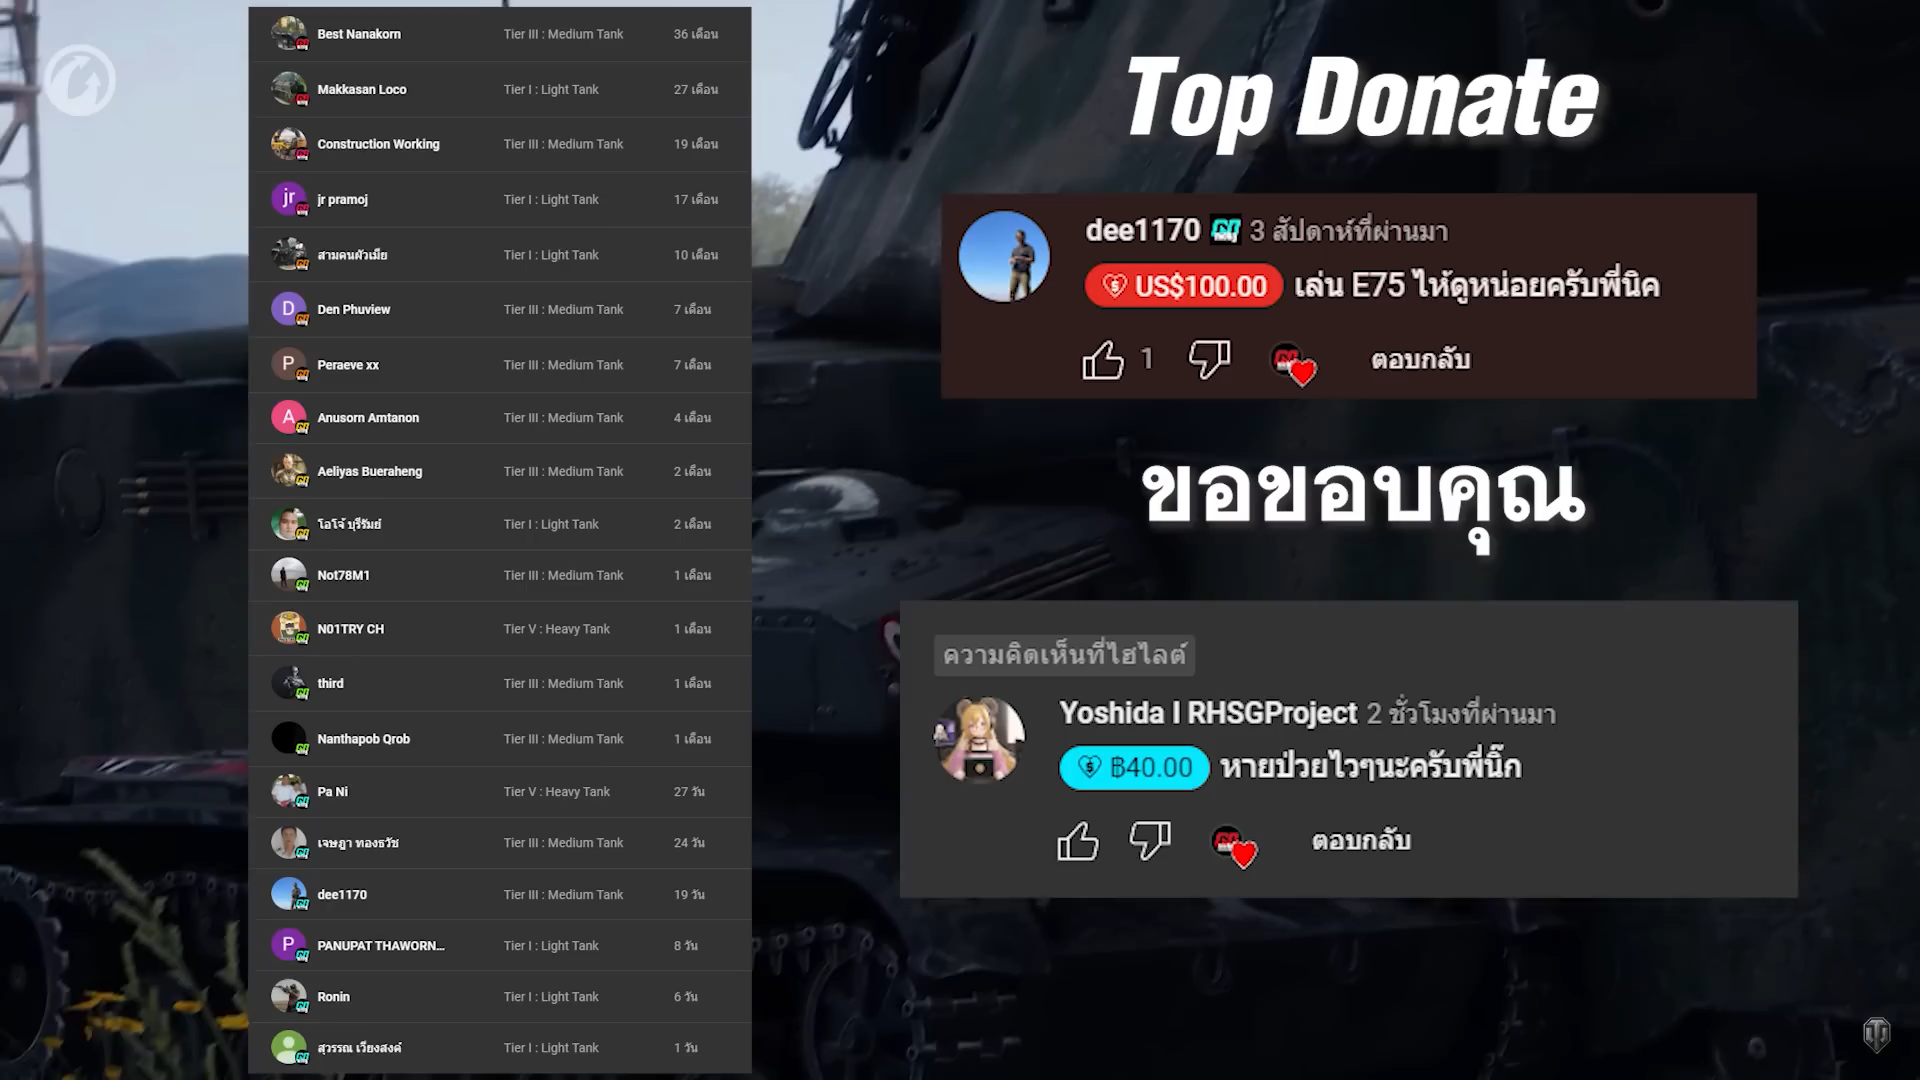 Best Nanakorn Tier III : Medium Tank 36 เดือน
Makkasan Loco Tier I : Light Tank 27 เดือน
Construction Working Tier III : Medium Tank 19 เดือน
jr jr pramoj Tier I : Light Tank 17 เดือน
สามคนผัวเมีย Tier I : Light Tank 10 เดือน
D Den Phuview Tier III : Medium Tank 7 เดือน
P Peraeve xx Tier III : Medium Tank 7 เดือน
A Anusorn Amtanon Tier III : Medium Tank 4 เดือน
Aeliyas Bueraheng Tier III : Medium Tank 2 เดือน
โอโจ้ บุรีรัมย์ Tier I : Light Tank 2 เดือน
Not78M1 Tier III : Medium Tank 1 เดือน
N01TRY CH Tier V : Heavy Tank 1 เดือน
third Tier III : Medium Tank 1 เดือน
Nanthapob Qrob Tier III : Medium Tank 1 เดือน
Pa Ni Tier V : Heavy Tank 27 วัน
เจษฎา ทองธวัช Tier III : Medium Tank 24 วัน
dee1170 Tier III : Medium Tank 19 วัน
P PANUPAT THAWORN... Tier I : Light Tank 8 วัน
Ronin Tier I : Light Tank 6 วัน
สุวรรณ เวียงสงค์ Tier I : Light Tank 1 วัน
Top Donate
dee1170 3 สัปดาห์ที่ผ่านมา
US$100.00 เล่น E75 ไห้ดูหน่อยครับพี่นิค
1 ตอบกลับ
ขอขอบคุณ
ความคิดเห็นที่ไฮไลต์
Yoshida I RHSGProject 2 ชั่วโมงที่ผ่านมา
฿40.00 หายป่วยไวๆนะครับพี่นิ๊ก
ตอบกลับ